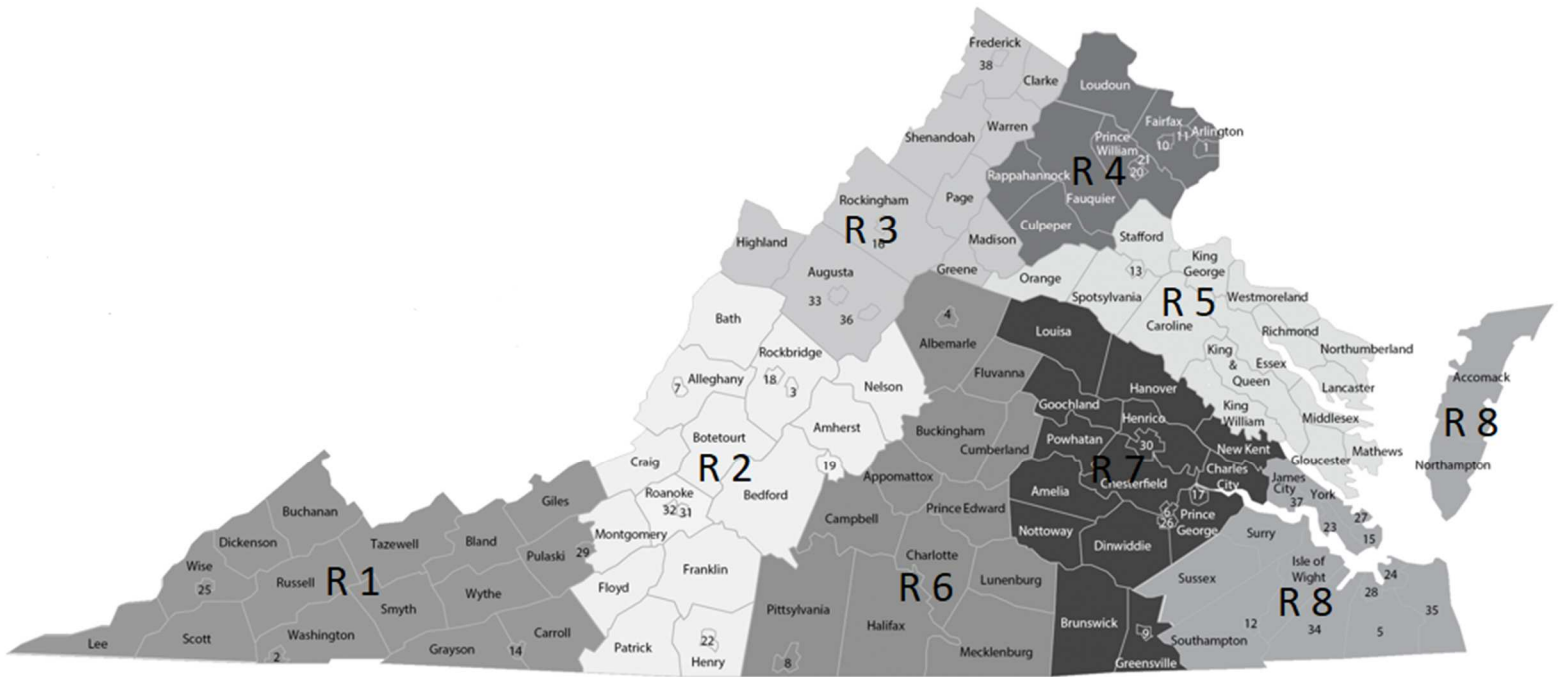 Frederick
38
Clarke
Loudoun
Shenandoah
Warren
Fairfax
Arlington
11
10
1
Prince
William
21
20
R 4
Rappahannock
Fauquier
Culpeper
Page
Rockingham
R 3
16
Madison
Highland
Augusta
33
36
Greene
Stafford
13
King
George
Orange
Spotsylvania
R 5
Westmoreland
Caroline
Richmond
Northumberland
King
&
Queen
Essex
Lancaster
King
William
Middlesex
Mathews
Gloucester
Accomack
R 8
Northampton
Bath
Rockbridge
Alleghany
7
18
3
Nelson
Amherst
Botetourt
Craig
R 2
19
Bedford
Roanoke
32
31
Montgomery
Floyd
Franklin
Patrick
22
Henry
4
Albemarle
Fluvanna
Buckingham
Cumberland
Appomattox
Campbell
Prince Edward
Charlotte
R 6
Lunenburg
Pittsylvania
Halifax
Mecklenburg
8
Louisa
Hanover
Goochland
Henrico
Powhatan
30
New Kent
R 7
Charles
City
Chesterfield
Amelia
17
6
26
Prince
George
Nottoway
Dinwiddie
Brunswick
9
Greensville
James
City
37
York
23
27
15
Surry
Sussex
Isle of
Wight
R 8
24
28
35
12
34
5
Southampton
Buchanan
Giles
Dickenson
Tazewell
Bland
Pulaski
29
Wise
25
Russell
R 1
Smyth
Wythe
Lee
Scott
Washington
2
Grayson
14
Carroll